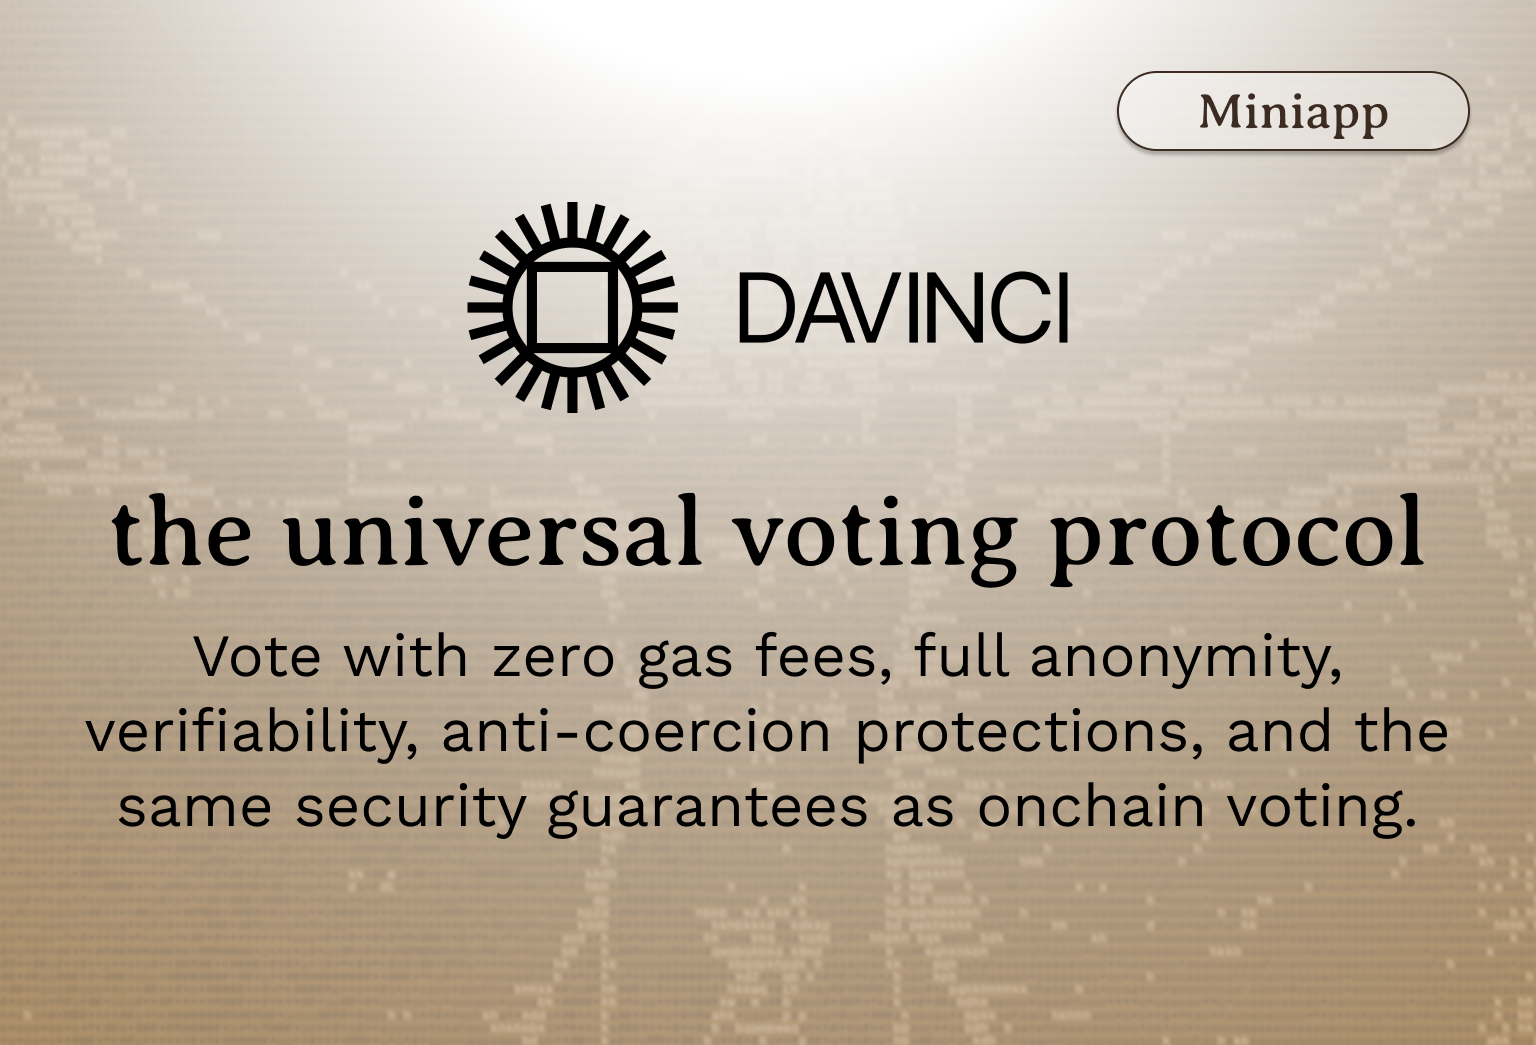 Miniapp
DAVINCI
the universal voting protocol
Vote with zero gas fees, full anonymity,
verifiability, anti-coercion protections, and the
same security guarantees as onchain voting.